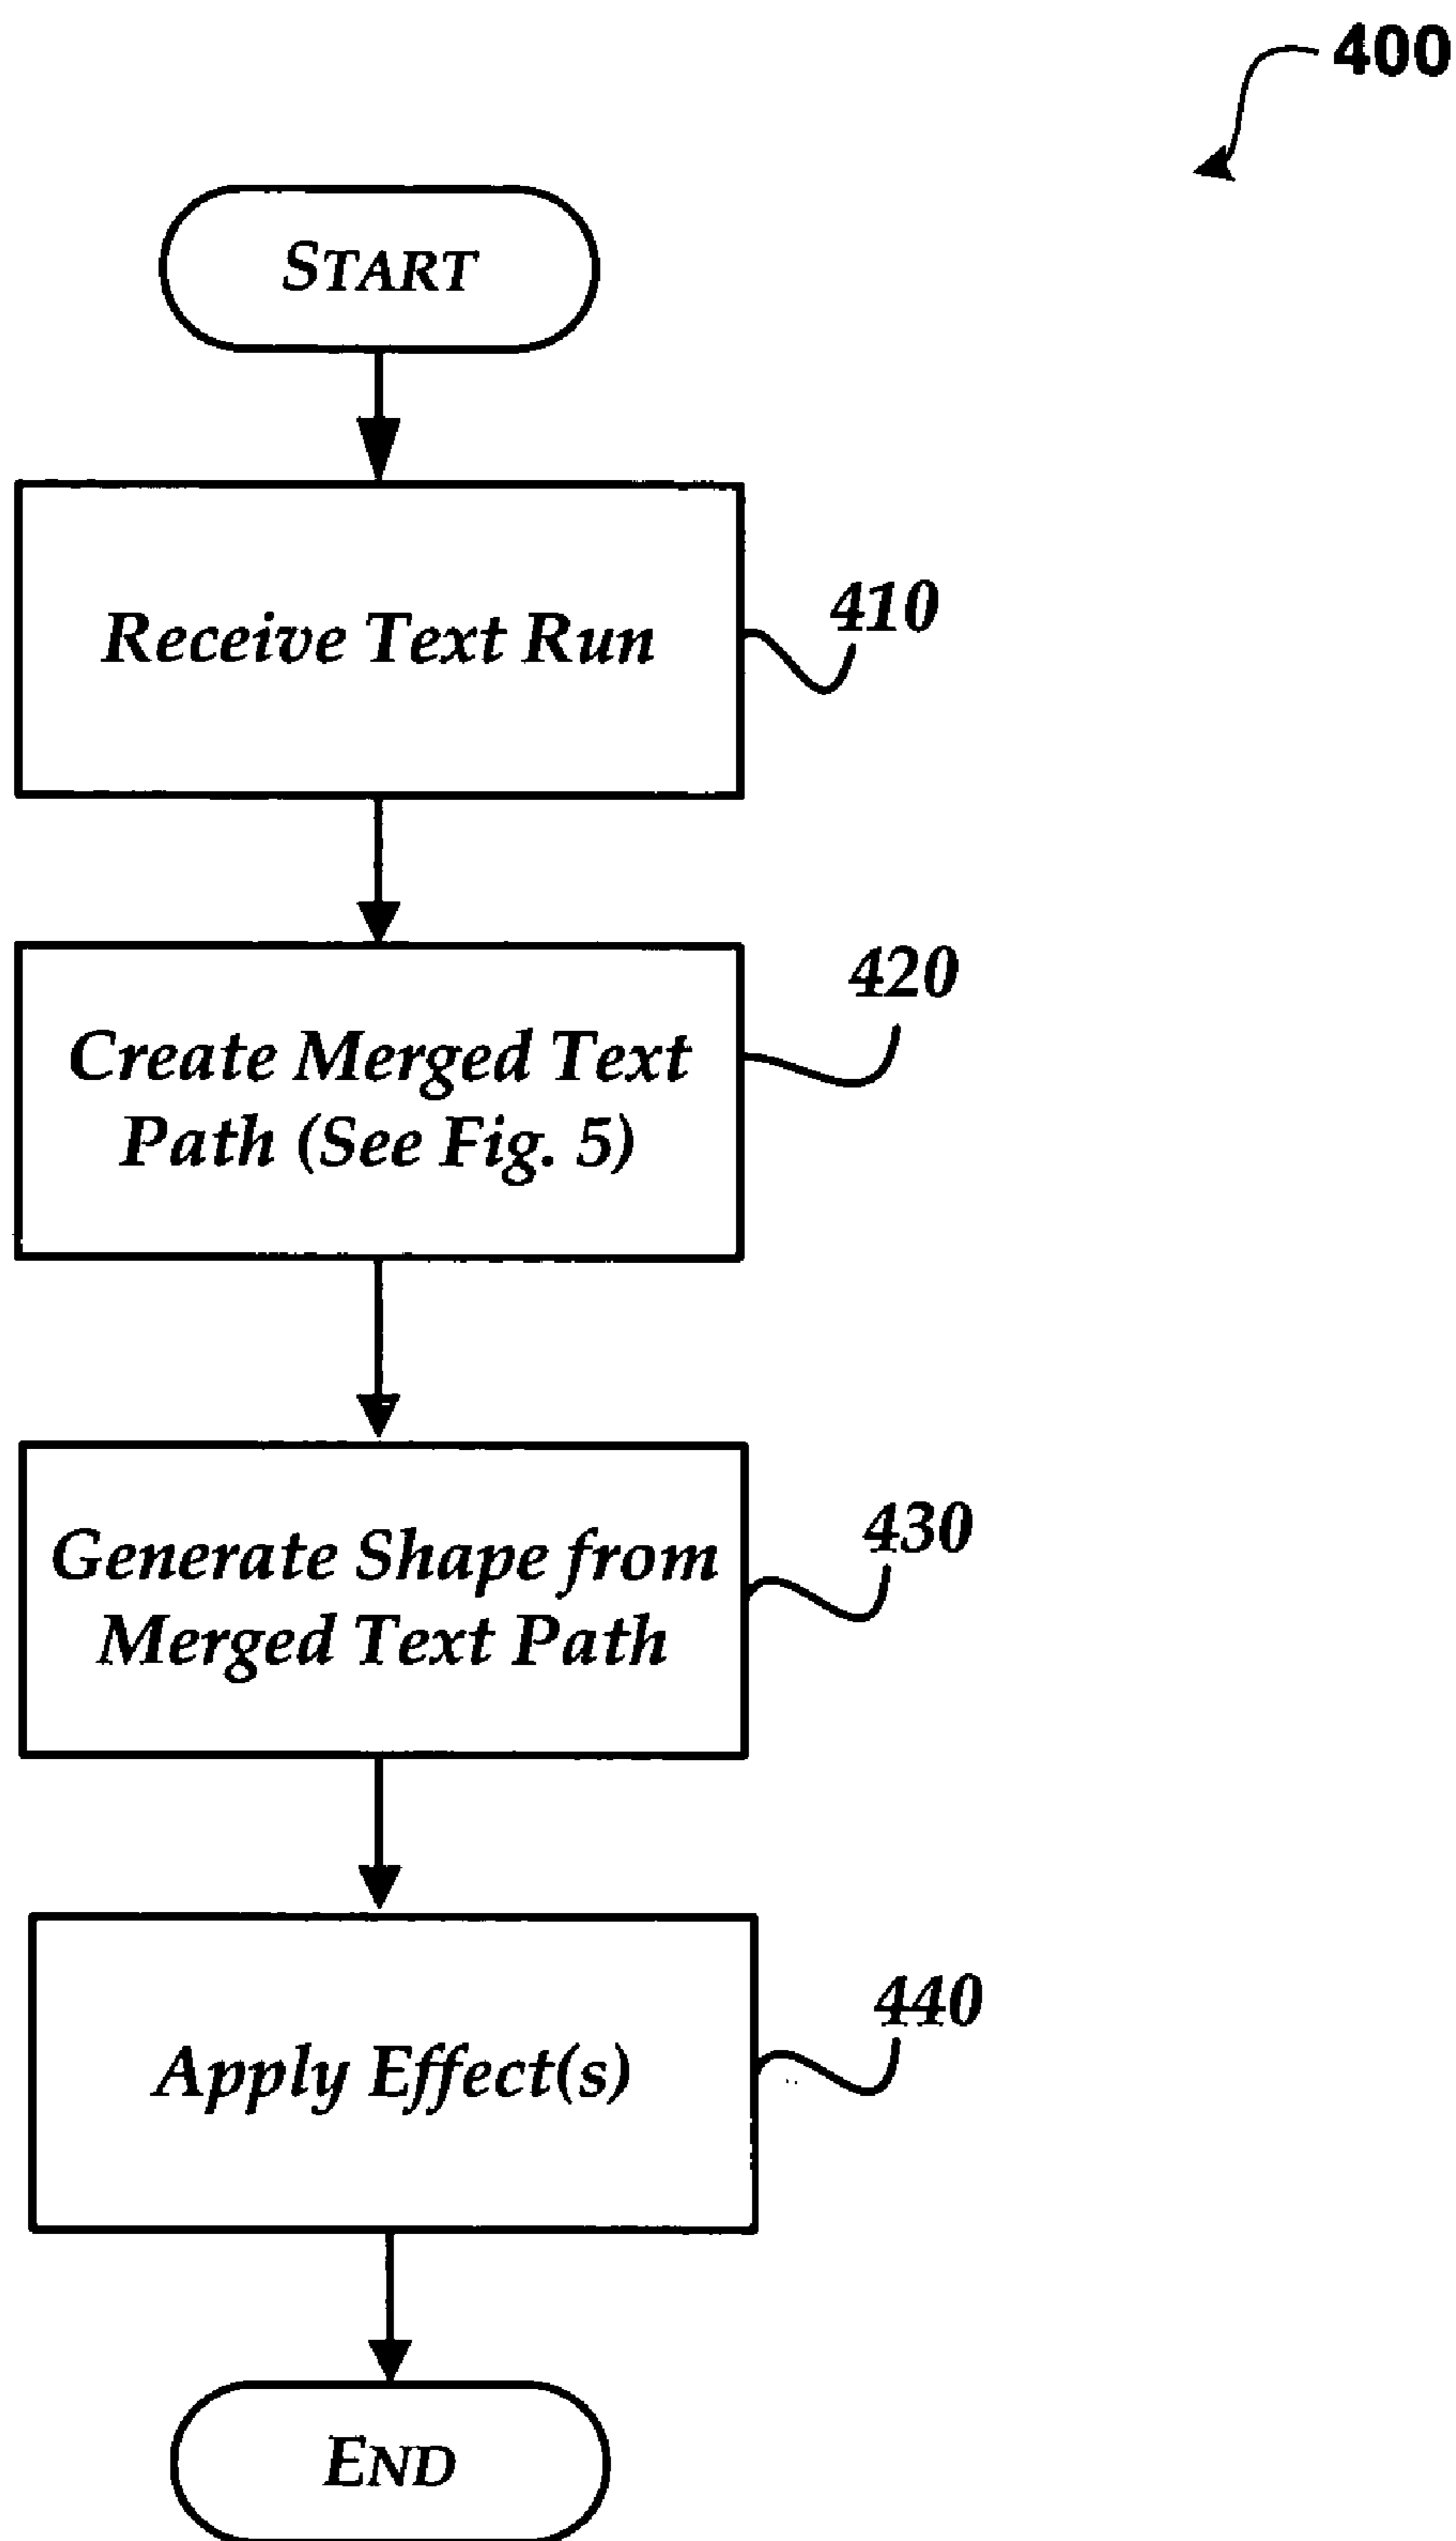 400
START
Receive Text Run
410
Create Merged Text
Path (See Fig. 5)
420
Generate Shape from
Merged Text Path
430
Apply Effect(s)
440
END